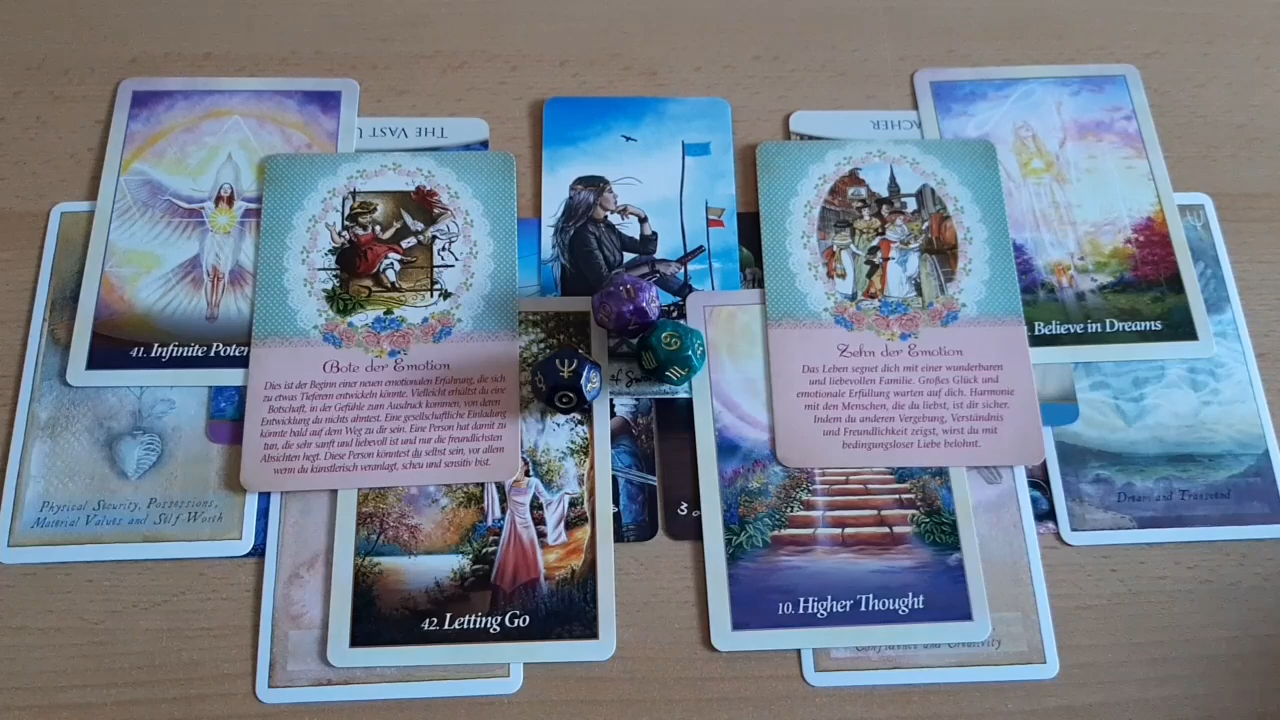 THE VAST
41. Infinite
Believe in Dreams
Bote der Emotion
Dies ist der Beginn einer neuen emotionalen Erfahrung, die sich
zu etwas Tieferem entwickeln könnte. Vielleicht erhältst du eine
Botschaft, in der Gefühle zum Ausdruck kommen, von deren
Entwicklung du nichts ahntest. Eine gesellschaftliche Einladung
könnte bald auf dem Weg zu dir sein. Eine Person hat damit zu
tun, die sehr sanft und liebevoll ist und nur die freundlichsten
Absichten hegt. Diese Person könntest du selbst sein, vor allem
wenn du künstlerisch veranlagt, scheu und sensitiv bist.
Zehn der Emotion
Das Leben segnet dich mit einer wunderbaren
und liebevollen Familie. Großes Glück und
emotionale Erfüllung warten auf dich. Harmonie
mit den Menschen, die du liebst, ist dir sicher.
Indem du anderen Vergebung, Verständnis
und Freundlichkeit zeigst, wirst du mit
bedingungsloser Liebe belohnt.
of
Physical Security, Possessions,
Material Values and Self-Worth
Dream and Transcend
42. Letting Go
10. Higher Thought
Confidence and Creativity